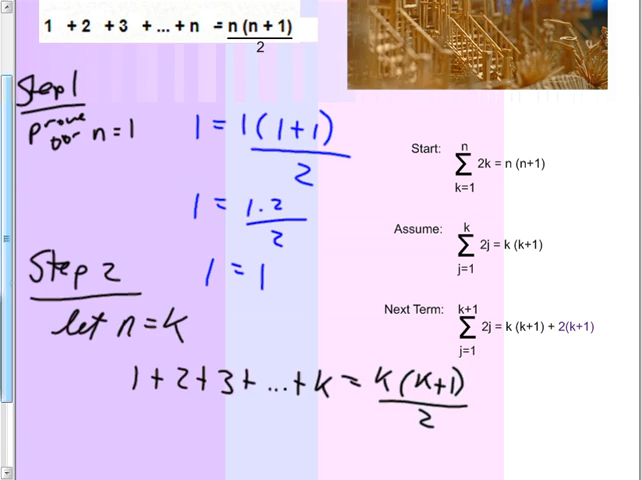 1 + 2 + 3 + ... + n = n (n + 1)
2
Step 1
prove
for n = 1
1 = 1 (1+1)
2
1 = 1 . 2
2
1 = 1
Step 2
let n = k
1 + 2 + 3 + ... + k = k (k+1)
2
Start:
n
∑ 2k = n (n+1)
k=1
Assume:
k
∑ 2j = k (k+1)
j=1
Next Term:
k+1
∑ 2j = k (k+1) + 2(k+1)
j=1